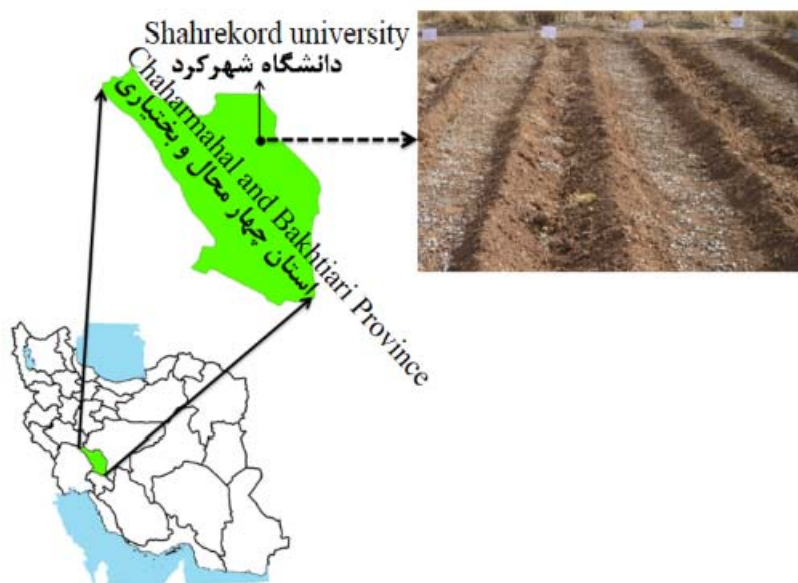 Shahrekord university
دانشگاه شهرکرد
Chaharmahal and Bakhtiari Province
استان چهار محال و بختیاری